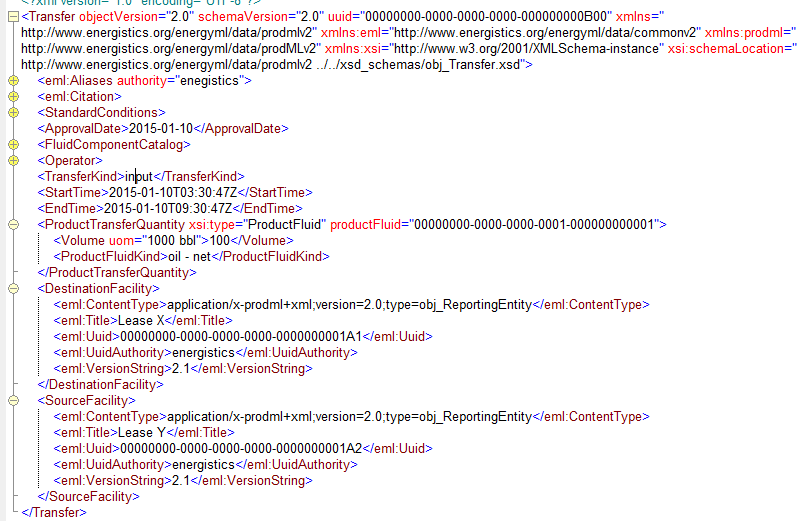 <?xml version="1.0" encoding="UTF-8"?>
<Transfer objectVersion="2.0" schemaVersion="2.0" uuid="00000000-0000-0000-0000-000000000B00" xmlns="
http://www.energistics.org/energyml/data/prodmlv2" xmlns:eml="http://www.energistics.org/energyml/data/commonv2" xmlns:prodml="
http://www.energistics.org/energyml/data/prodMLv2" xmlns:xsi="http://www.w3.org/2001/XMLSchema-instance" xsi:schemaLocation="
http://www.energistics.org/energyml/data/prodmlv2 ../../xsd_schemas/obj_Transfer.xsd">
<eml:Aliases authority="enegistics">
<eml:Citation>
<StandardConditions>
<ApprovalDate>2015-01-10</ApprovalDate>
<FluidComponentCatalog>
<Operator>
<TransferKind>input</TransferKind>
<StartTime>2015-01-10T03:30:47Z</StartTime>
<EndTime>2015-01-10T09:30:47Z</EndTime>
<ProductTransferQuantity xsi:type="ProductFluid" productFluid="00000000-0000-0000-0001-000000000001">
<Volume uom="1000 bbl">100</Volume>
<ProductFluidKind>oil - net</ProductFluidKind>
</ProductTransferQuantity>
<DestinationFacility>
<eml:ContentType>application/x-prodml+xml;version=2.0;type=obj_ReportingEntity</eml:ContentType>
<eml:Title>Lease X</eml:Title>
<eml:Uuid>00000000-0000-0000-0000-0000000001A1</eml:Uuid>
<eml:UuidAuthority>energistics</eml:UuidAuthority>
<eml:VersionString>2.1</eml:VersionString>
</DestinationFacility>
<SourceFacility>
<eml:ContentType>application/x-prodml+xml;version=2.0;type=obj_ReportingEntity</eml:ContentType>
<eml:Title>Lease Y</eml:Title>
<eml:Uuid>00000000-0000-0000-0000-0000000001A2</eml:Uuid>
<eml:UuidAuthority>energistics</eml:UuidAuthority>
<eml:VersionString>2.1</eml:VersionString>
</SourceFacility>
</Transfer>